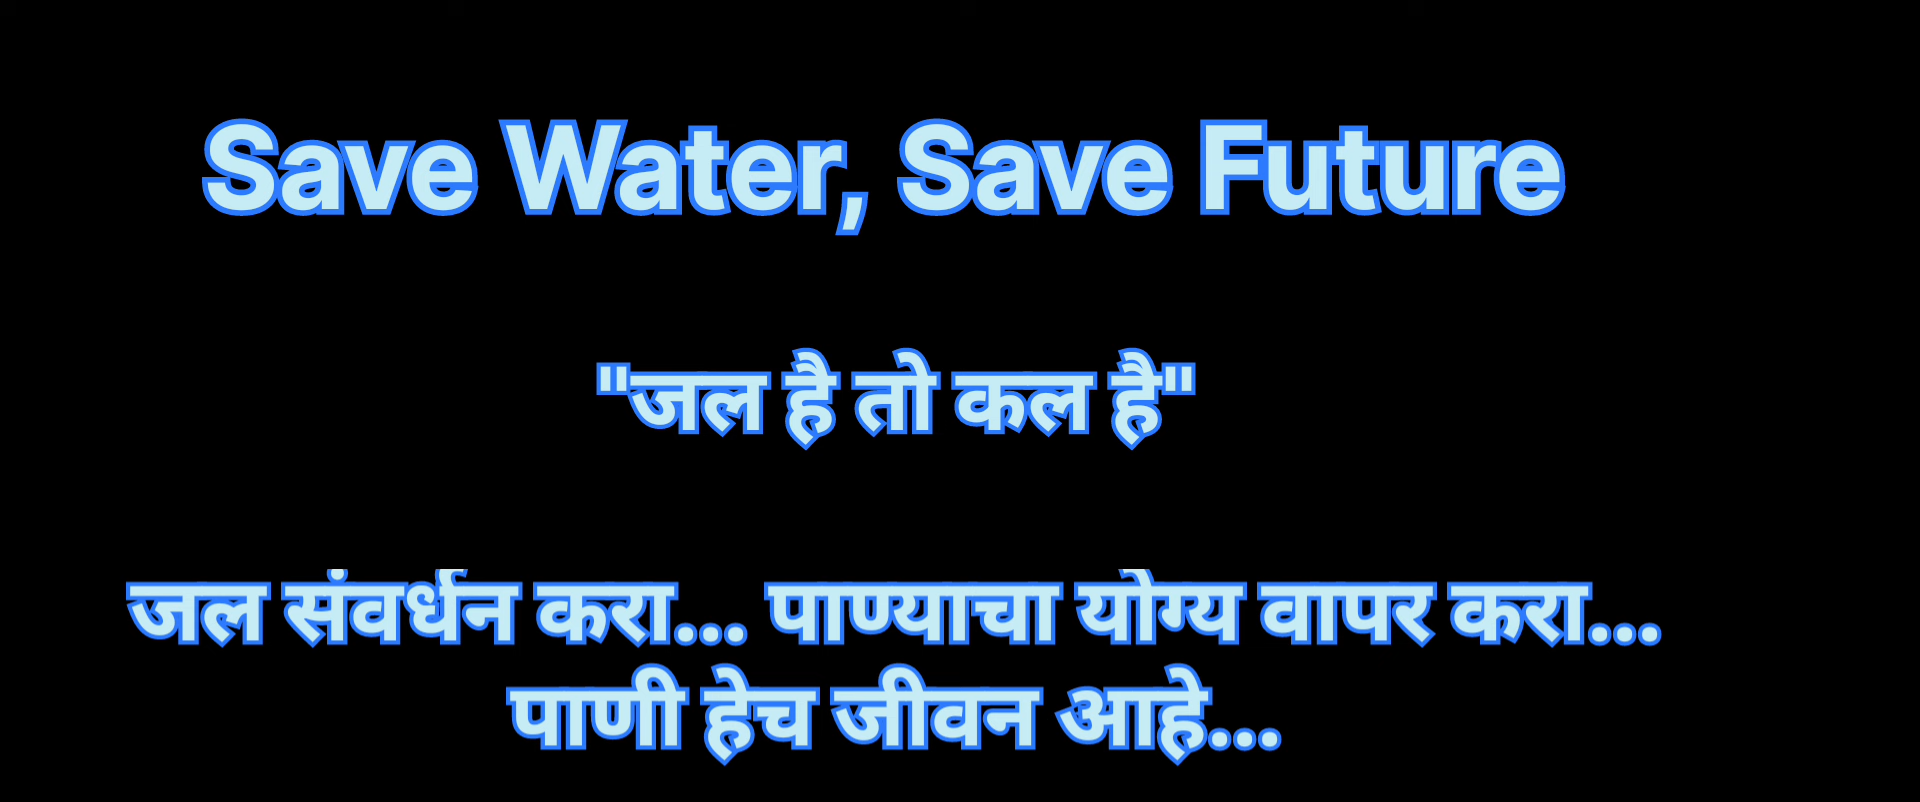 Save Water, Save Future
"जल है तो कल है"
जल संवर्धन करा... पाण्याचा योग्य वापर करा...
पाणी हेच जीवन आहे...